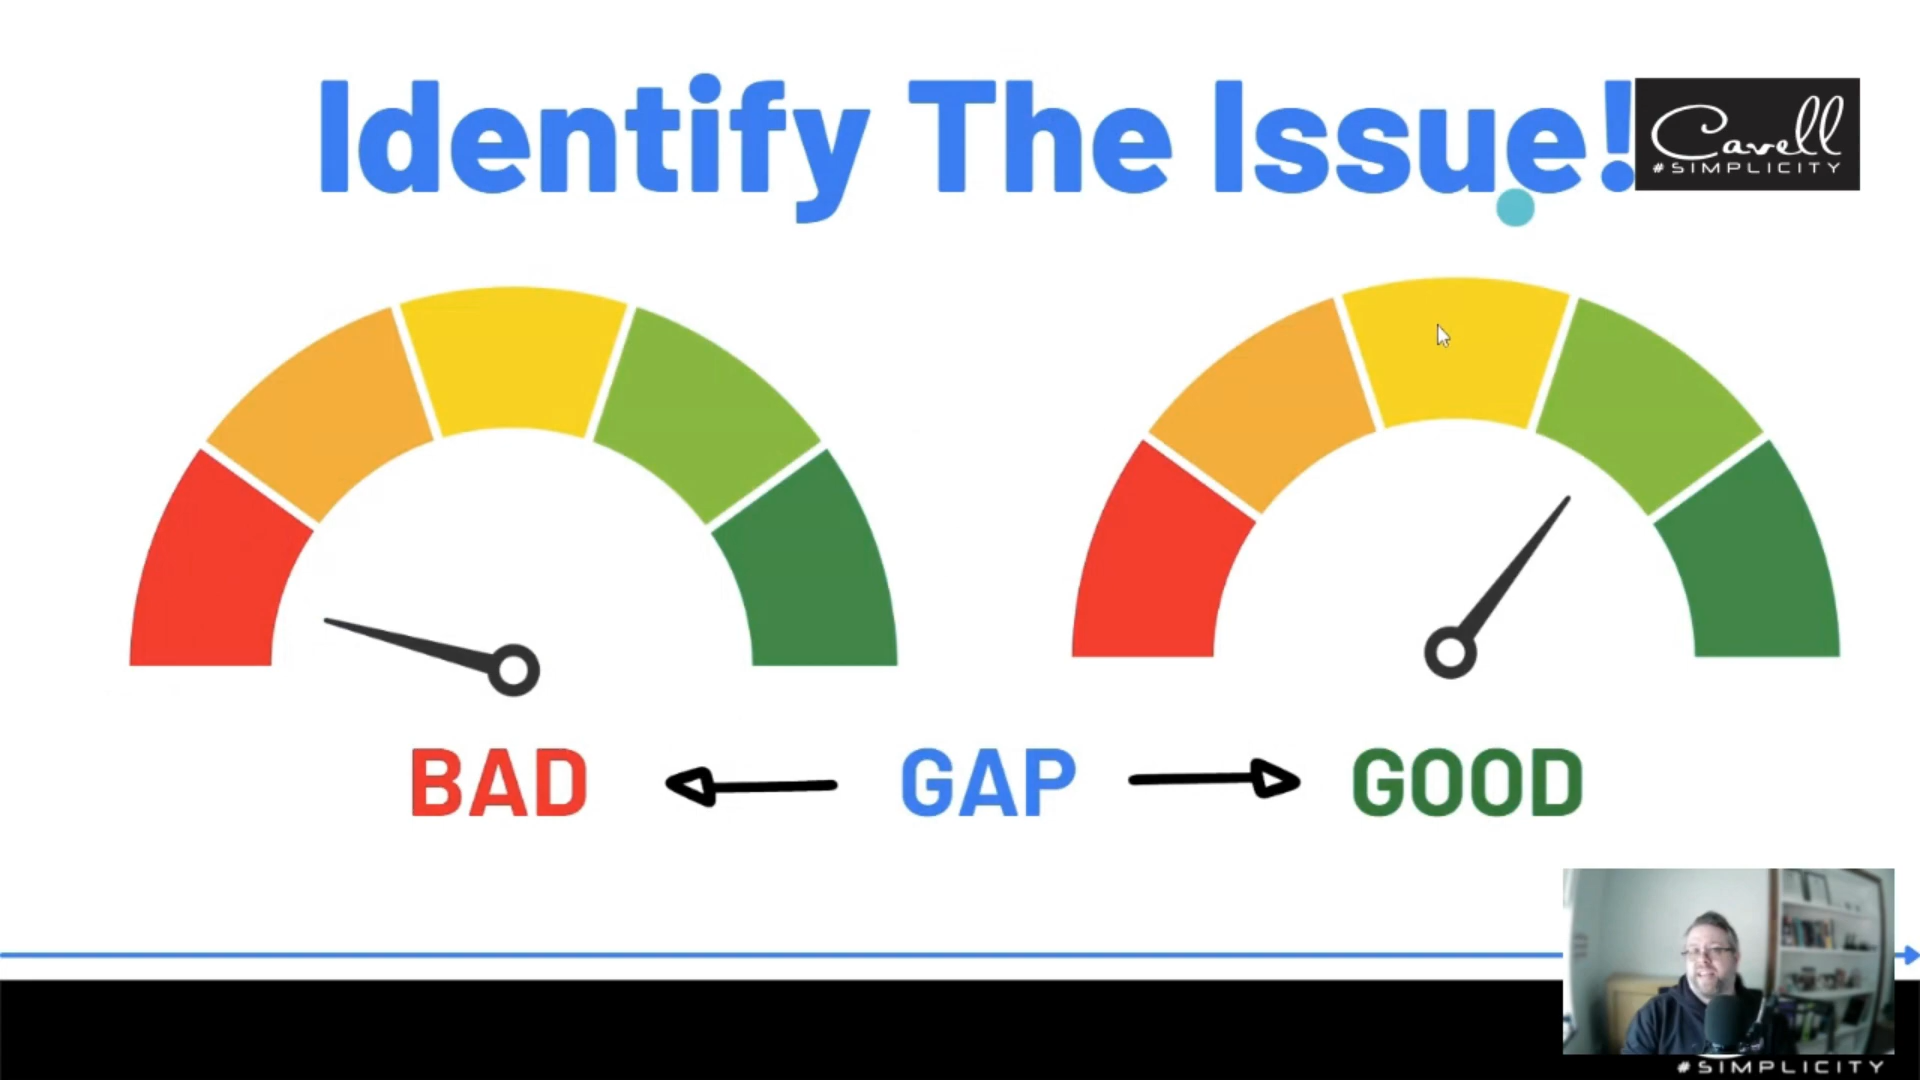 Identify The Issue!
Cavell
#SIMPLICITY
BAD GAP GOOD
#SIMPLICITY